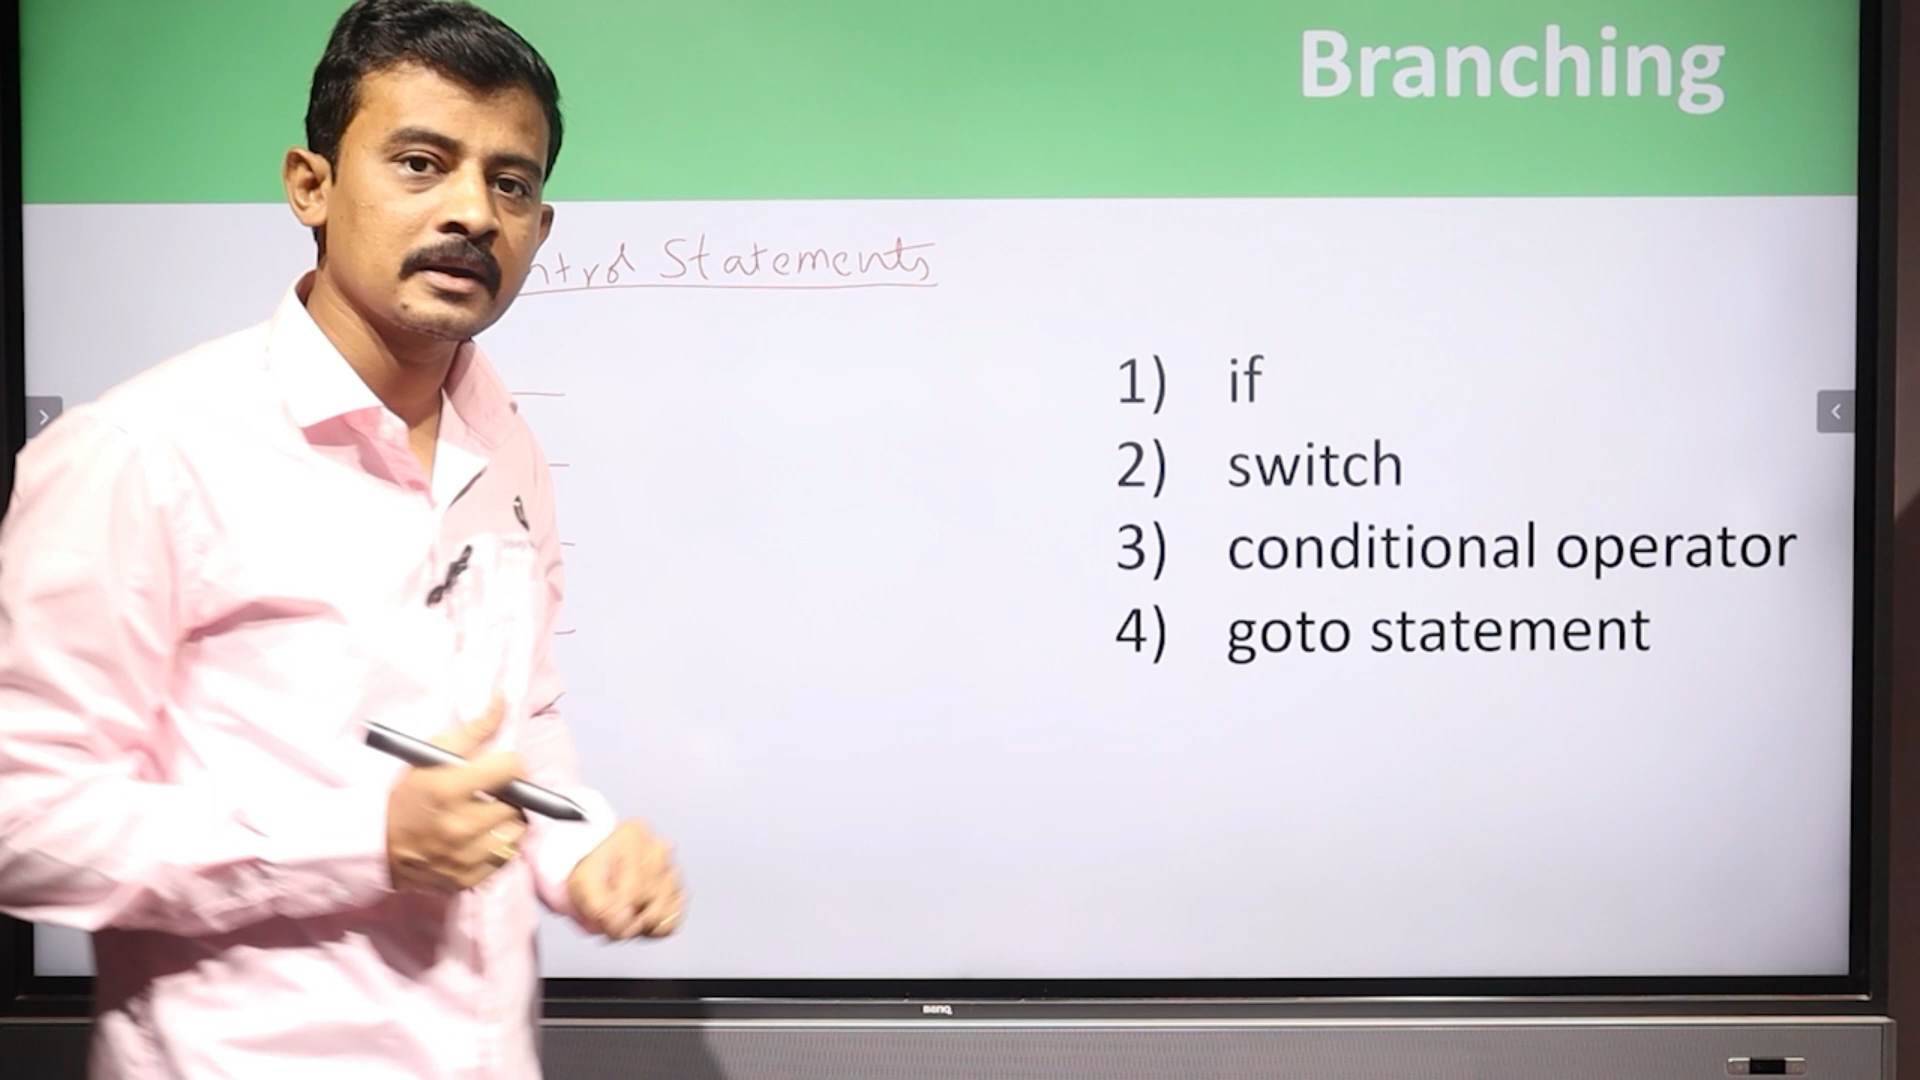 Branching
Statements
1) if
2) switch
3) conditional operator
4) goto statement
BenQ